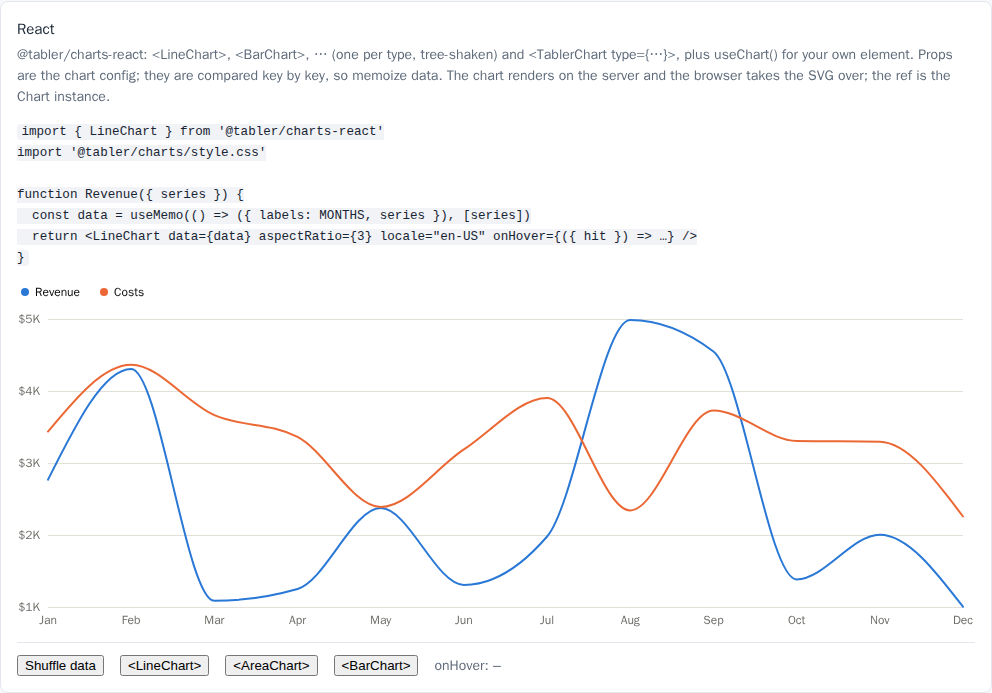 React
@tabler/charts-react: <LineChart>, <BarChart>, ⋯ (one per type, tree-shaken) and <TablerChart type={⋯}>, plus useChart() for your own element. Props
are the chart config; they are compared key by key, so memoize data. The chart renders on the server and the browser takes the SVG over; the ref is the
Chart instance.
import { LineChart } from '@tabler/charts-react'
import '@tabler/charts/style.css'
function Revenue({ series }) {
  const data = useMemo(() => ({ labels: MONTHS, series }), [series])
  return <LineChart data={data} aspectRatio={3} locale="en-US" onHover={({ hit }) => …} />
}
Revenue Costs
$5K
$4K
$3K
$2K
$1K
Jan Feb Mar Apr May Jun Jul Aug Sep Oct Nov Dec
Shuffle data <LineChart> <AreaChart> <BarChart> onHover: –